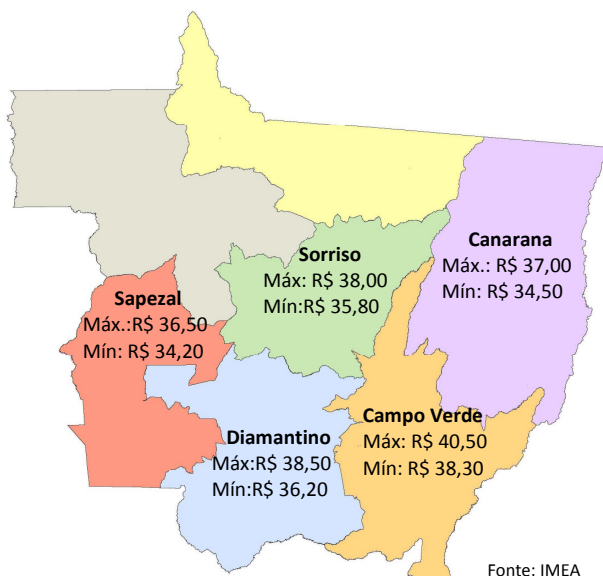 Canarana
Máx.: R$ 37,00
Mín: R$ 34,50
Sorriso
Máx: R$ 38,00
Mín: R$ 35,80
Sapezal
Máx.:R$ 36,50
Mín: R$ 34,20
Campo Verde
Máx: R$ 40,50
Mín: R$ 38,30
Diamantino
Máx:R$ 38,50
Mín:R$ 36,20
Fonte: IMEA